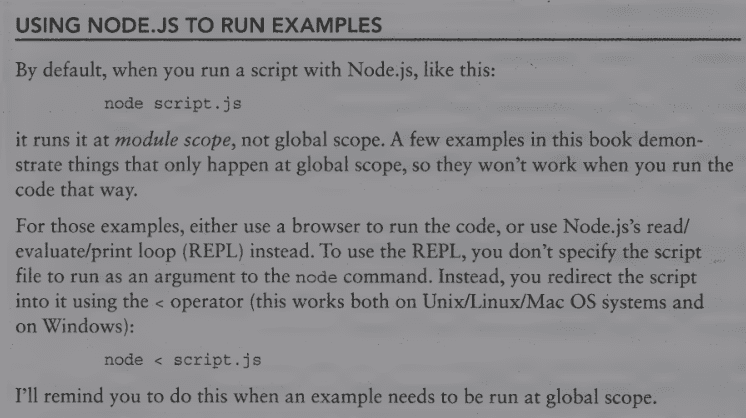 USING NODE.JS TO RUN EXAMPLES
By default, when you run a script with Node.js, like this:
node script.js
it runs it at module scope, not global scope. A few examples in this book demon-
strate things that only happen at global scope, so they won't work when you run the
code that way.
For those examples, either use a browser to run the code, or use Node.js's read/
evaluate/print loop (REPL) instead. To use the REPL, you don't specify the script
file to run as an argument to the node command. Instead, you redirect the script
into it using the < operator (this works both on Unix/Linux/Mac OS systems and
on Windows):
node < script.js
I'll remind you to do this when an example needs to be run at global scope.